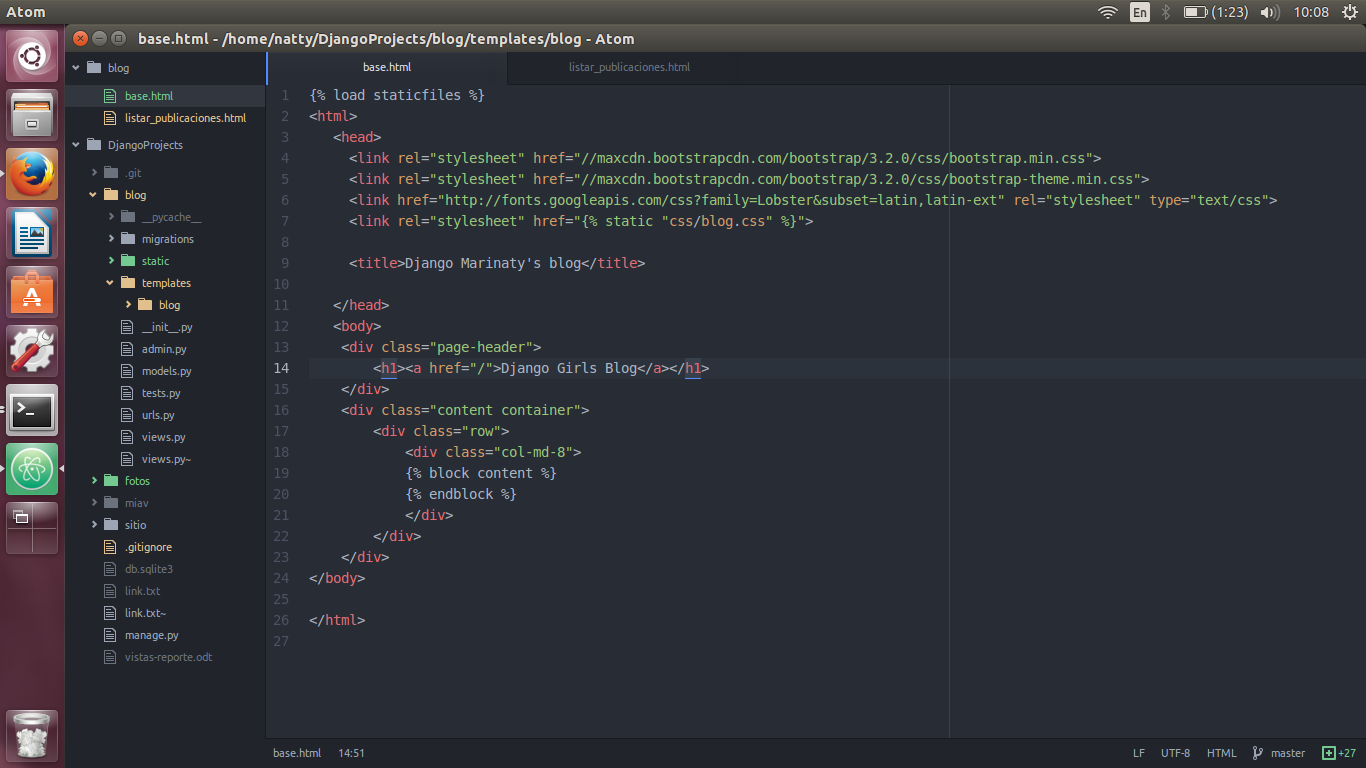 Atom
En
(1:23)
10:08
base.html - /home/natty/DjangoProjects/blog/templates/blog - Atom
blog
base.html
listar_publicaciones.html
DjangoProjects
.git
blog
__pycache__
migrations
static
templates
blog
__init__.py
admin.py
models.py
tests.py
urls.py
views.py
views.py~
fotos
miav
sitio
.gitignore
db.sqlite3
link.txt
link.txt~
manage.py
vistas-reporte.odt
base.html
listar_publicaciones.html
1 {% load staticfiles %}
2 <html>
3 <head>
4 <link rel="stylesheet" href="//maxcdn.bootstrapcdn.com/bootstrap/3.2.0/css/bootstrap.min.css">
5 <link rel="stylesheet" href="//maxcdn.bootstrapcdn.com/bootstrap/3.2.0/css/bootstrap-theme.min.css">
6 <link href="http://fonts.googleapis.com/css?family=Lobster&subset=latin,latin-ext" rel="stylesheet" type="text/css">
7 <link rel="stylesheet" href="{% static "css/blog.css" %}">
8
9 <title>Django Marinaty's blog</title>
10
11 </head>
12 <body>
13 <div class="page-header">
14 <h1><a href="/">Django Girls Blog</a></h1>
15 </div>
16 <div class="content container">
17 <div class="row">
18 <div class="col-md-8">
19 {% block content %}
20 {% endblock %}
21 </div>
22 </div>
23 </div>
24 </body>
25
26 </html>
27
base.html 14:51
LF UTF-8 HTML master +27